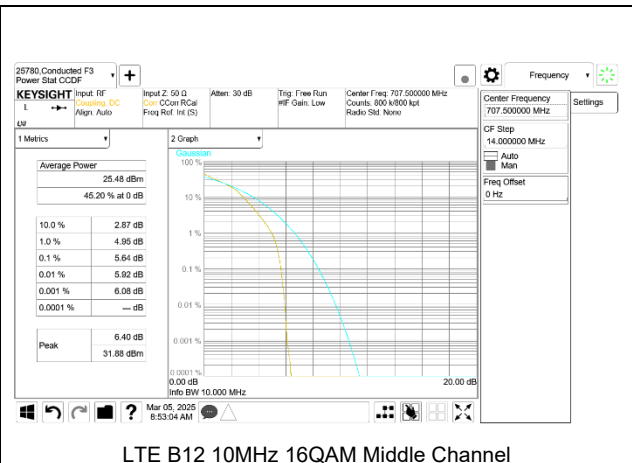 25780,Conducted F3
Power Stat CCDF
KEYSIGHT
Input: RF
Coupling: DC
Align: Auto
Input Z: 50 Ω
Corr CCorr RCal
Freq Ref: Int (S)
Atten: 30 dB
Trig: Free Run
#IF Gain: Low
Center Freq: 707.500000 MHz
Counts: 800 k/800 kpt
Radio Std: None
L
1 Metrics
Average Power
25.48 dBm
45.20 % at 0 dB
10.0 % 2.87 dB
1.0 % 4.95 dB
0.1 % 5.64 dB
0.01 % 5.92 dB
0.001 % 6.08 dB
0.0001 % --- dB
Peak
6.40 dB
31.88 dBm
2 Graph
Gaussian
100 %
10 %
1 %
0.1 %
0.01 %
0.001 %
0.0001 %
0.00 dB
20.00 dB
Info BW 10.000 MHz
Frequency
Settings
Center Frequency
707.500000 MHz
CF Step
14.000000 MHz
Auto
Man
Freq Offset
0 Hz
Mar 05, 2025
8:53:04 AM
LTE B12 10MHz 16QAM Middle Channel